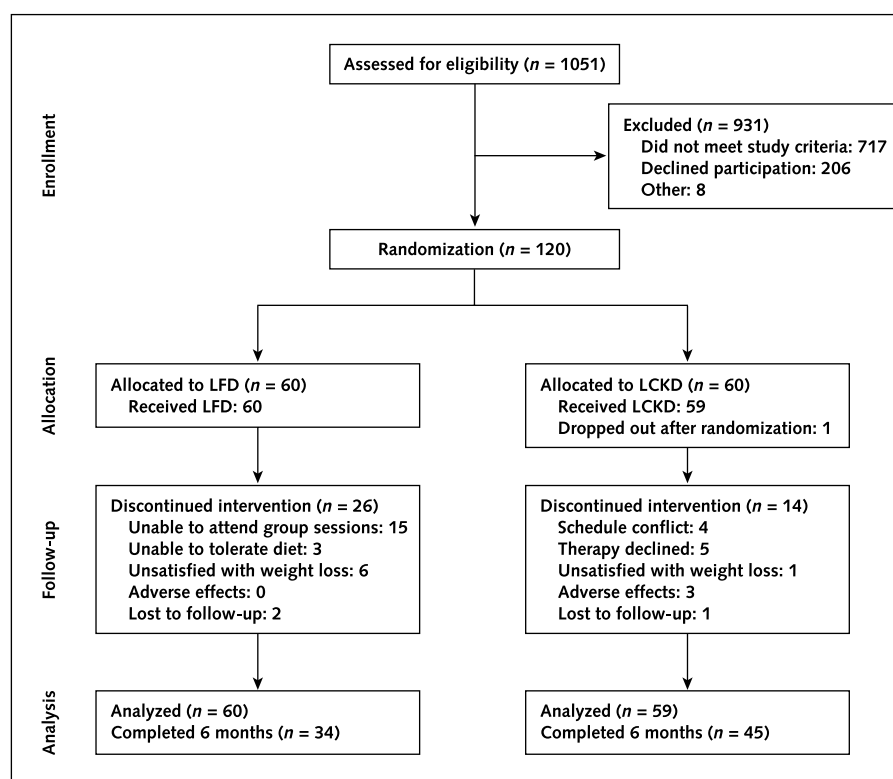 Enrollment
Assessed for eligibility (n = 1051)
Excluded (n = 931)
Did not meet study criteria: 717
Declined participation: 206
Other: 8
Randomization (n = 120)
Allocation
Allocated to LFD (n = 60)
Received LFD: 60
Allocated to LCKD (n = 60)
Received LCKD: 59
Dropped out after randomization: 1
Follow-up
Discontinued intervention (n = 26)
Unable to attend group sessions: 15
Unable to tolerate diet: 3
Unsatisfied with weight loss: 6
Adverse effects: 0
Lost to follow-up: 2
Discontinued intervention (n = 14)
Schedule conflict: 4
Therapy declined: 5
Unsatisfied with weight loss: 1
Adverse effects: 3
Lost to follow-up: 1
Analysis
Analyzed (n = 60)
Completed 6 months (n = 34)
Analyzed (n = 59)
Completed 6 months (n = 45)